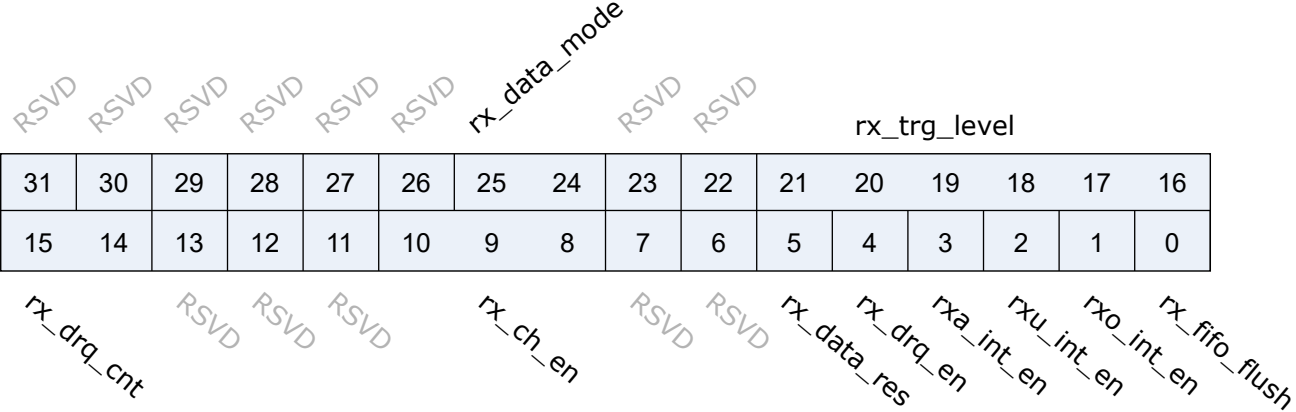 RSVD RSVD RSVD RSVD RSVD RSVD rx_data_mode RSVD RSVD rx_trg_level
31 30 29 28 27 26 25 24 23 22 21 20 19 18 17 16
15 14 13 12 11 10 9 8 7 6 5 4 3 2 1 0
rx_drq_cnt RSVD RSVD RSVD rx_ch_en RSVD RSVD rx_data_res rx_drq_en rxa_int_en rxu_int_en rxo_int_en rx_fifo_flush